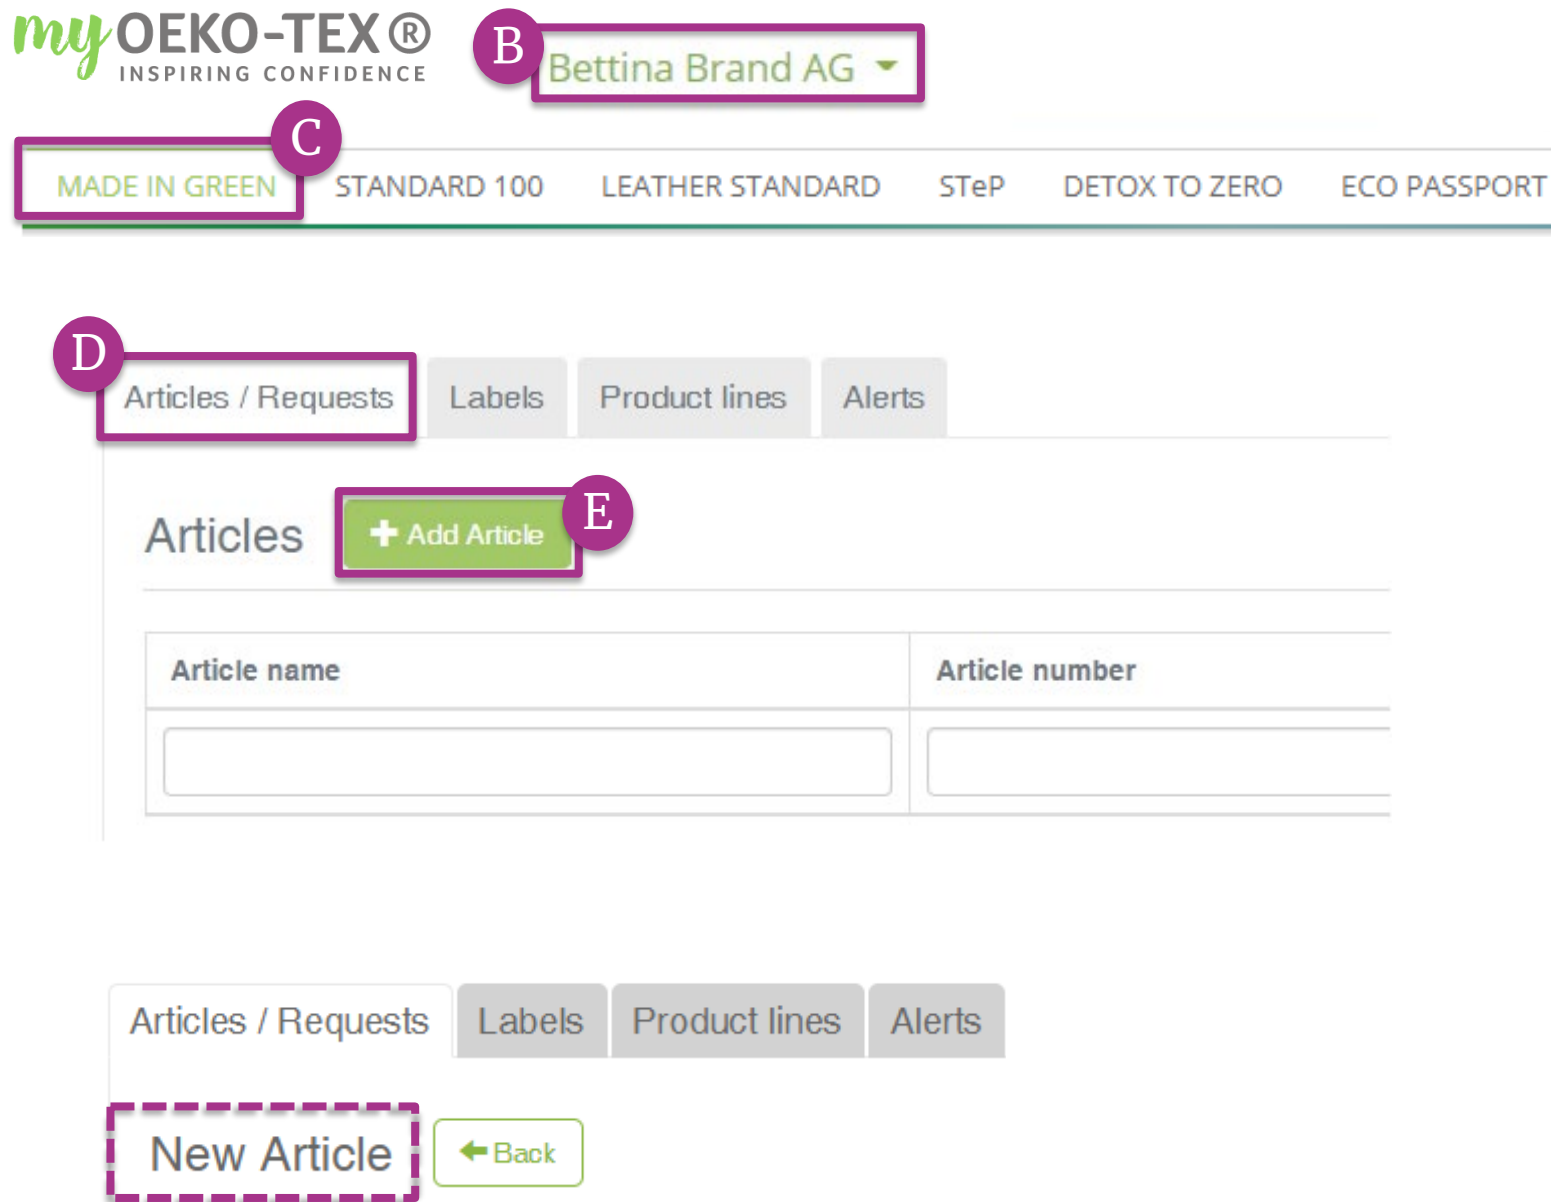 my OEKO-TEX®
INSPIRING CONFIDENCE
B
Bettina Brand AG
C
MADE IN GREEN STANDARD 100 LEATHER STANDARD STeP DETOX TO ZERO ECO PASSPORT
D
Articles / Requests Labels Product lines Alerts
Articles + Add Article E
Article name Article number
Articles / Requests Labels Product lines Alerts
New Article Back